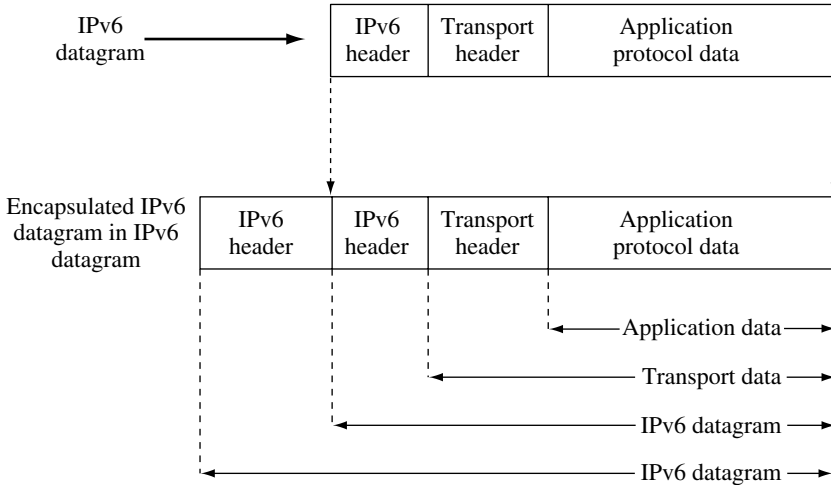 IPv6
datagram
IPv6
header
Transport
header
Application
protocol data
Encapsulated IPv6
datagram in IPv6
datagram
IPv6
header
IPv6
header
Transport
header
Application
protocol data
Application data
Transport data
IPv6 datagram
IPv6 datagram